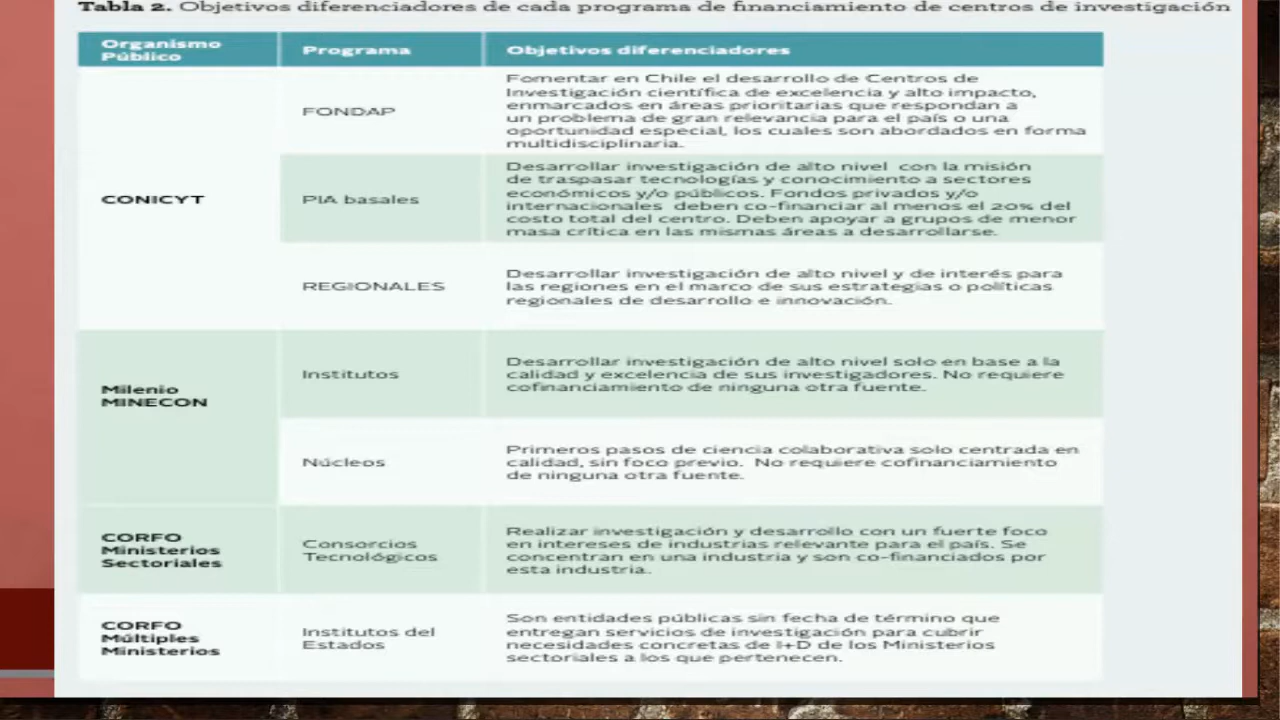 Tabla 2. Objetivos diferenciadores de cada programa de financiamiento de centros de investigación
Organismo
Público
Programa
Objetivos diferenciadores
CONICYT
FONDAP
Fomentar en Chile el desarrollo de Centros de
Investigación científica de excelencia y alto impacto,
enmarcados en áreas prioritarias que respondan a
un problema de gran relevancia para el país o una
oportunidad especial, los cuales son abordados en forma
multidisciplinaria.
PIA basales
Desarrollar investigación de alto nivel con la misión
de traspasar tecnologías y conocimiento a sectores
económicos y/o públicos. Fondos privados y/o
internacionales deben co-financiar al menos el 20% del
costo total del centro. Deben apoyar a grupos de menor
masa crítica en las mismas áreas a desarrollarse.
REGIONALES
Desarrollar investigación de alto nivel y de interés para
las regiones en el marco de sus estrategias o políticas
regionales de desarrollo e innovación.
Milenio
MINECON
Institutos
Desarrollar investigación de alto nivel solo en base a la
calidad y excelencia de sus investigadores. No requiere
cofinanciamiento de ninguna otra fuente.
Núcleos
Primeros pasos de ciencia colaborativa solo centrada en
calidad, sin foco previo. No requiere cofinanciamiento
de ninguna otra fuente.
CORFO
Ministerios
Sectoriales
Consorcios
Tecnológicos
Realizar investigación y desarrollo con un fuerte foco
en intereses de industrias relevante para el país. Se
concentran en una industria y son co-financiados por
esta industria.
CORFO
Múltiples
Ministerios
Institutos del
Estados
Son entidades públicas sin fecha de término que
entregan servicios de investigación para cubrir
necesidades concretas de I+D de los Ministerios
sectoriales a los que pertenecen.